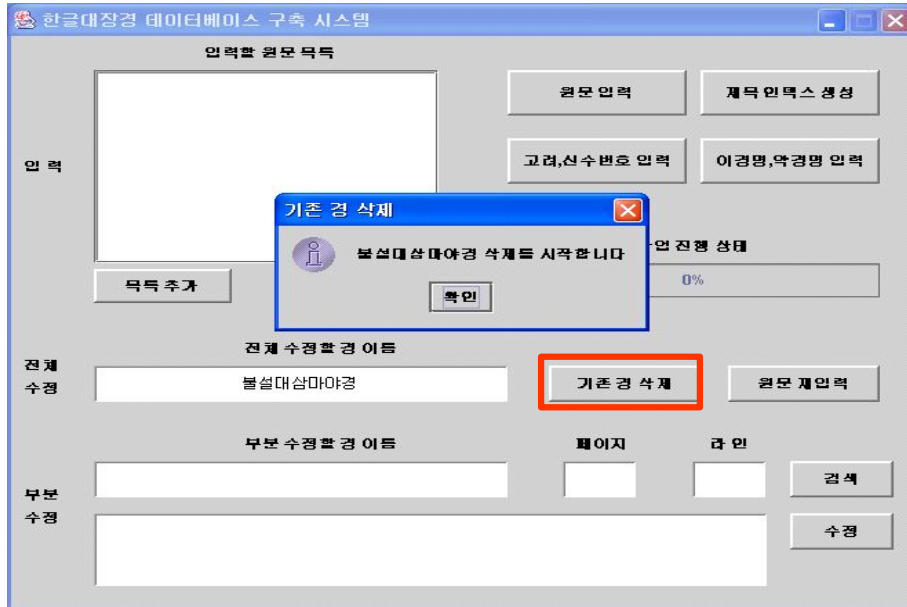 한글대장경 데이터베이스 구축 시스템
입력할 원문 목록
원문 입력
제목 인덱스 생성
입 력
고려,신수번호 입력
이경명,약경명 입력
기존 경 삭제
불설대삼마야경 삭제를 시작합니다
확인
업 진행 상태
0%
목록 추가
전체 수정할 경 이름
전체
수정
불설대삼마야경
기존 경 삭제
원문 재입력
부분 수정할 경 이름
페이지
라 인
검색
부분
수정
수정